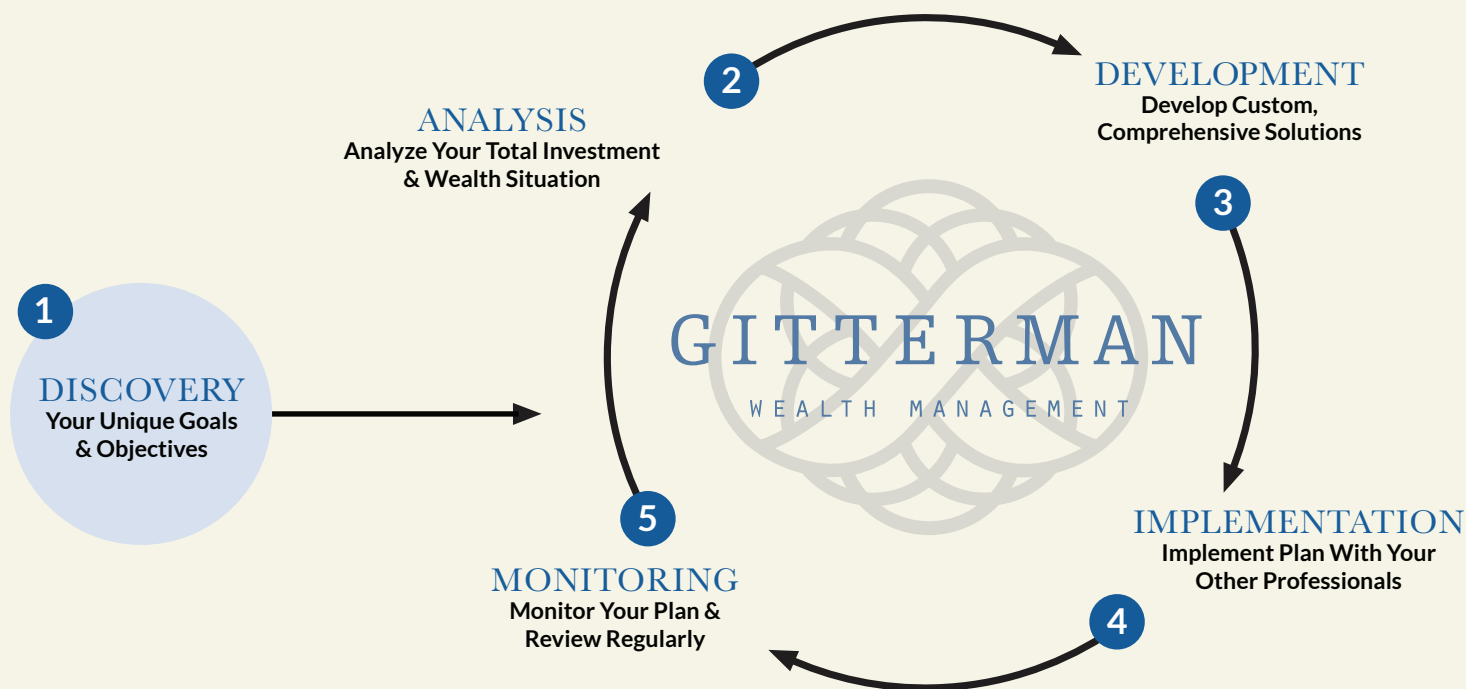 1
DISCOVERY
Your Unique Goals
& Objectives
ANALYSIS
Analyze Your Total Investment
& Wealth Situation
2
DEVELOPMENT
Develop Custom,
Comprehensive Solutions
3
IMPLEMENTATION
Implement Plan With Your
Other Professionals
4
MONITORING
Monitor Your Plan &
Review Regularly
5
GITTERMAN
WEALTH MANAGEMENT